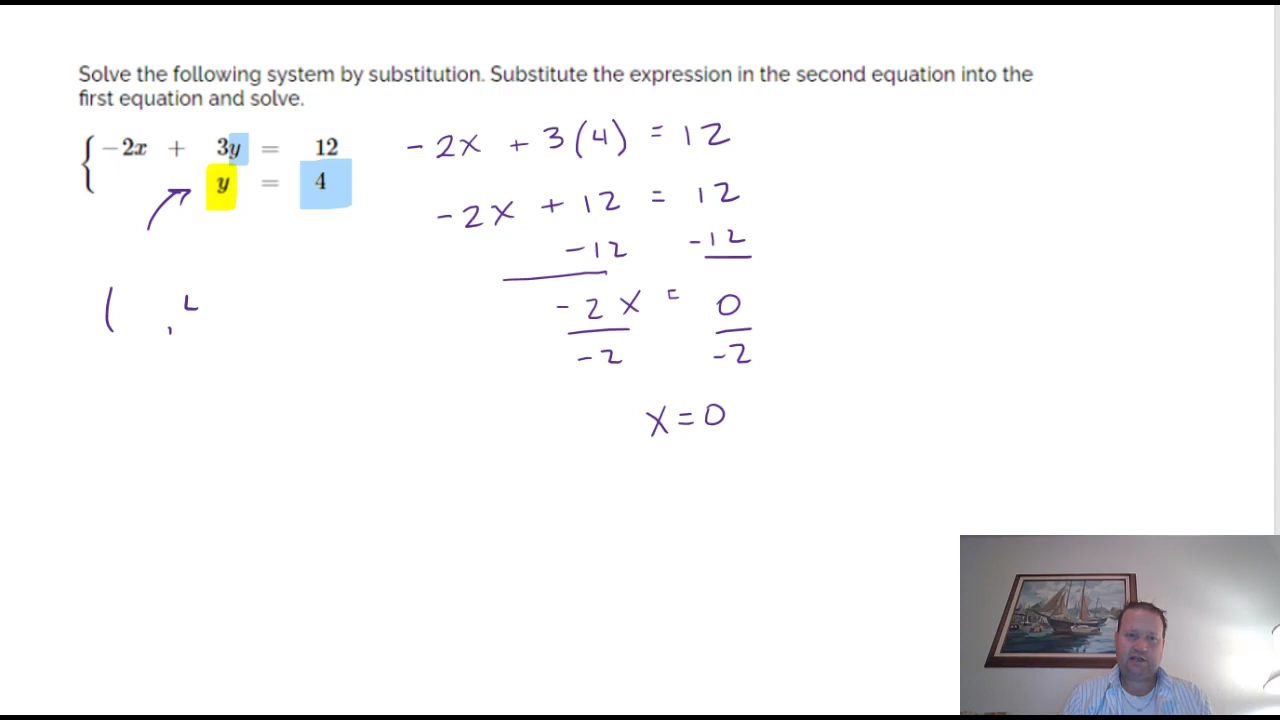 Solve the following system by substitution. Substitute the expression in the second equation into the
first equation and solve.
-2x + 3y = 12
y = 4
-2x + 3(4) = 12
-2x + 12 = 12
-12 -12
-2x = 0
-2 -2
x = 0
( ,